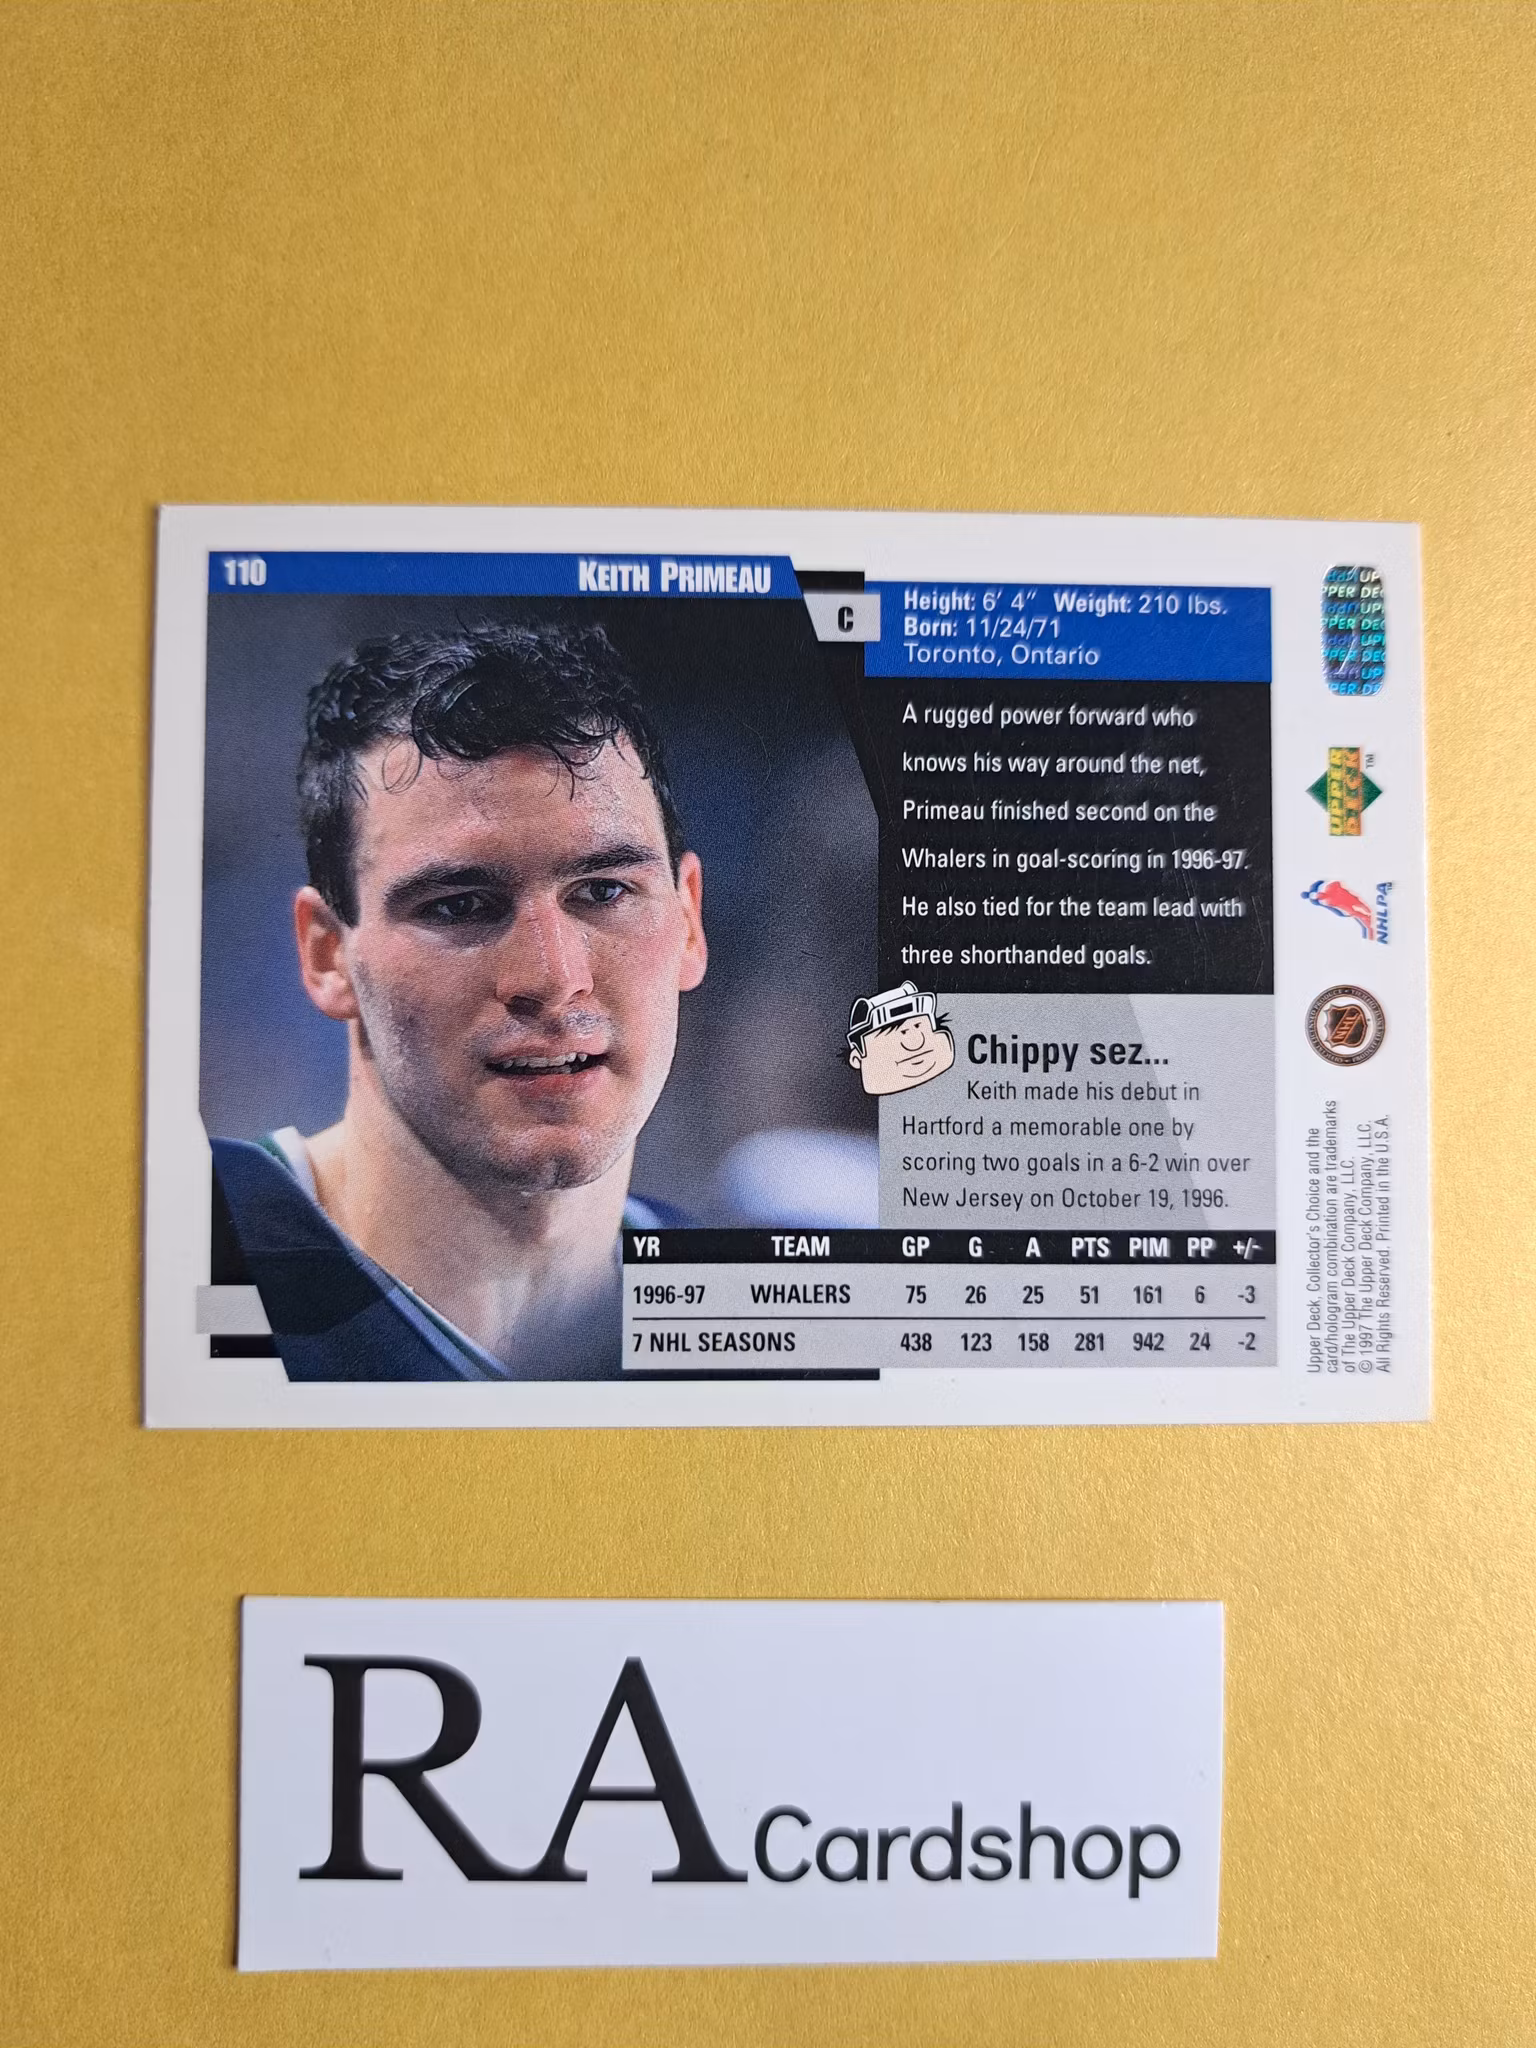 110
KEITH PRIMEAU
C
Height: 6' 4" Weight: 210 lbs.
Born: 11/24/71
Toronto, Ontario
A rugged power forward who
knows his way around the net,
Primeau finished second on the
Whalers in goal-scoring in 1996-97.
He also tied for the team lead with
three shorthanded goals.
Chippy sez...
Keith made his debut in
Hartford a memorable one by
scoring two goals in a 6-2 win over
New Jersey on October 19, 1996.
YR TEAM GP G A PTS PIM PP +/-
1996-97 WHALERS 75 26 25 51 161 6 -3
7 NHL SEASONS 438 123 158 281 942 24 -2
UPPER DECK
UPPER
DECK™
NHLPA™
NHL
Upper Deck, Collector's Choice and the
card/hologram combination are trademarks
of The Upper Deck Company, LLC.
© 1997 The Upper Deck Company, LLC.
All Rights Reserved. Printed in the U.S.A.
RA Cardshop